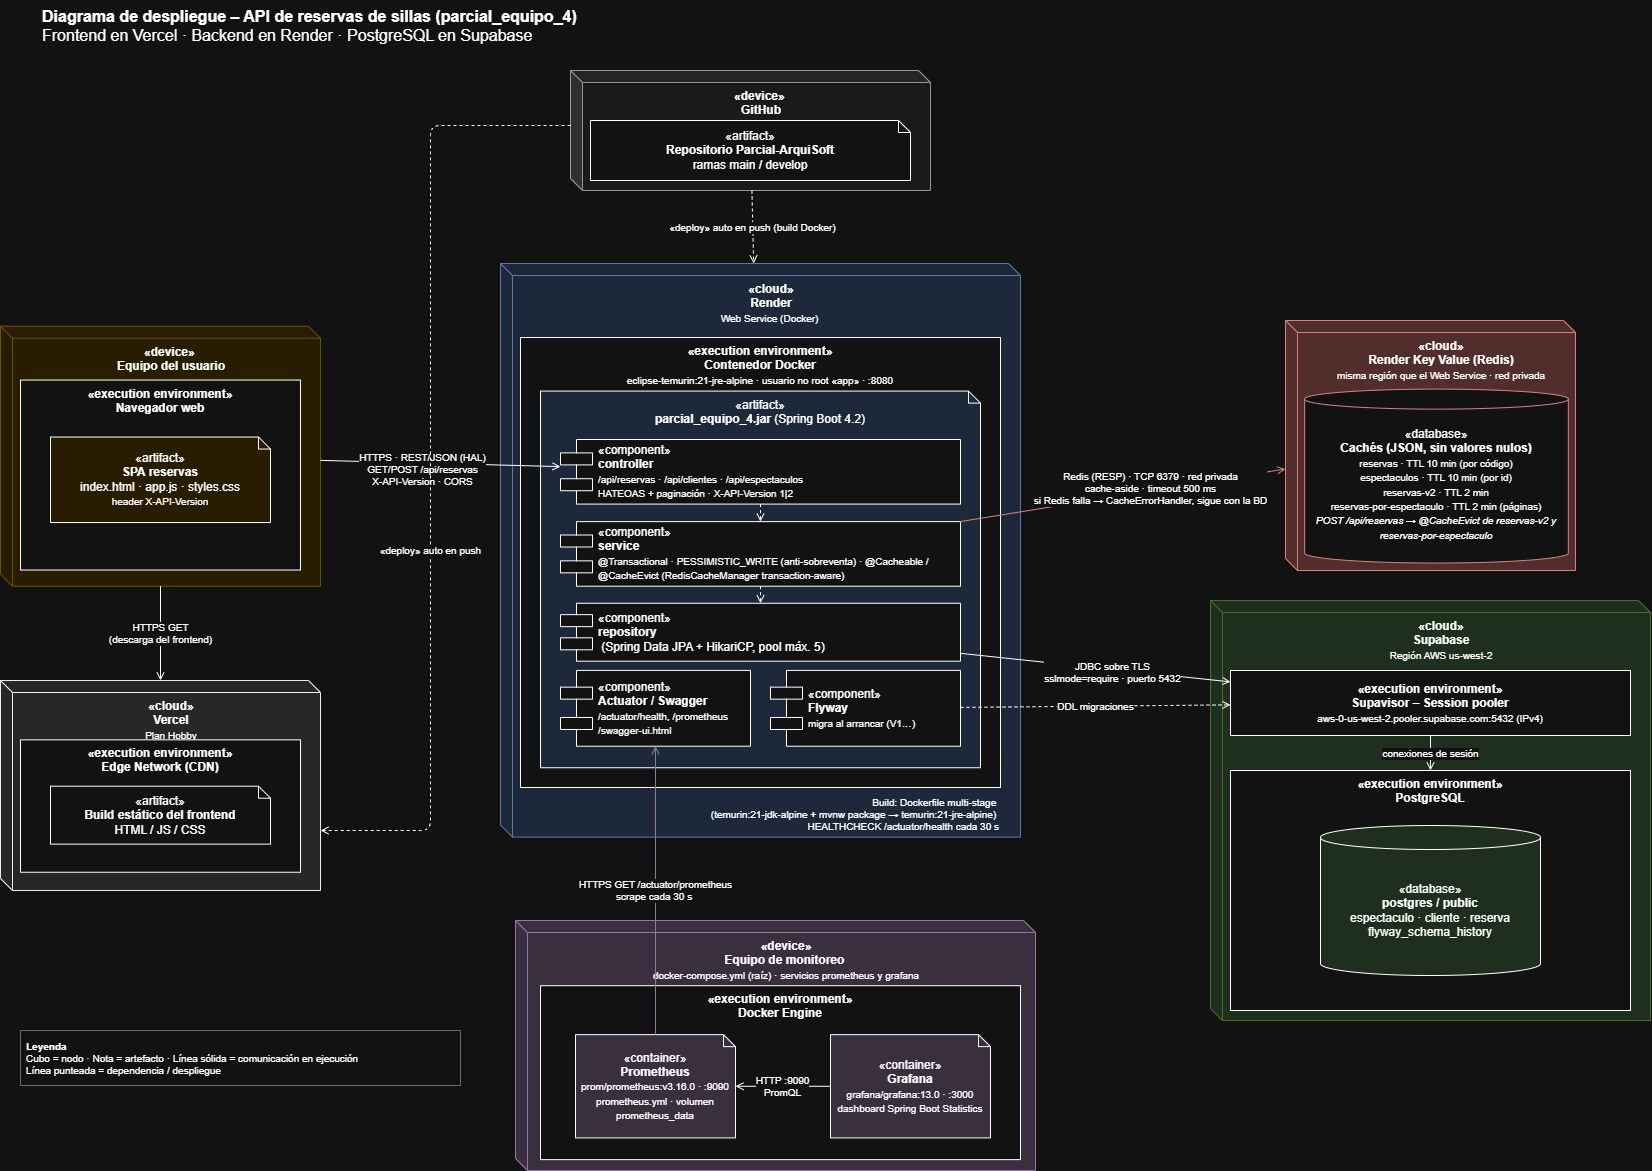 Diagrama de despliegue – API de reservas de sillas (parcial_equipo_4)
Frontend en Vercel · Backend en Render · PostgreSQL en Supabase
«device»
GitHub
«artifact»
Repositorio Parcial-ArquiSoft
ramas main / develop
«deploy» auto en push (build Docker)
«cloud»
Render
Web Service (Docker)
«execution environment»
Contenedor Docker
eclipse-temurin:21-jre-alpine · usuario no root «app» · :8080
«artifact»
parcial_equipo_4.jar (Spring Boot 4.2)
«component»
controller
/api/reservas · /api/clientes · /api/espectaculos
HATEOAS + paginación · X-API-Version 1|2
«component»
service
@Transactional · PESSIMISTIC_WRITE (anti-sobreventa) · @Cacheable /
@CacheEvict (RedisCacheManager transaction-aware)
«component»
repository
(Spring Data JPA + HikariCP, pool máx. 5)
«component»
Actuator / Swagger
/actuator/health, /prometheus
/swagger-ui.html
«component»
Flyway
migra al arrancar (V1…)
Build: Dockerfile multi-stage
(temurin:21-jdk-alpine + mvnw package → temurin:21-jre-alpine)
HEALTHCHECK /actuator/health cada 30 s
«device»
Equipo del usuario
«execution environment»
Navegador web
«artifact»
SPA reservas
index.html · app.js · styles.css
header X-API-Version
HTTPS · REST/JSON (HAL)
GET/POST /api/reservas
X-API-Version · CORS
«deploy» auto en push
HTTPS GET
(descarga del frontend)
«cloud»
Vercel
Plan Hobby
«execution environment»
Edge Network (CDN)
«artifact»
Build estático del frontend
HTML / JS / CSS
Redis (RESP) · TCP 6379 · red privada
cache-aside · timeout 500 ms
si Redis falla → CacheErrorHandler, sigue con la BD
«cloud»
Render Key Value (Redis)
misma región que el Web Service · red privada
«database»
Cachés (JSON, sin valores nulos)
reservas · TTL 10 min (por código)
espectaculos · TTL 10 min (por id)
reservas-v2 · TTL 2 min
reservas-por-espectaculo · TTL 2 min (páginas)
POST /api/reservas → @CacheEvict de reservas-v2 y
reservas-por-espectaculo
JDBC sobre TLS
sslmode=require · puerto 5432
DDL migraciones
«cloud»
Supabase
Región AWS us-west-2
«execution environment»
Supavisor – Session pooler
aws-0-us-west-2.pooler.supabase.com:5432 (IPv4)
conexiones de sesión
«execution environment»
PostgreSQL
«database»
postgres / public
espectaculo · cliente · reserva
flyway_schema_history
HTTPS GET /actuator/prometheus
scrape cada 30 s
«device»
Equipo de monitoreo
docker-compose.yml (raíz) · servicios prometheus y grafana
«execution environment»
Docker Engine
«container»
Prometheus
prom/prometheus:v3.16.0 · :9090
prometheus.yml · volumen
prometheus_data
HTTP :9090
PromQL
«container»
Grafana
grafana/grafana:13.0 · :3000
dashboard Spring Boot Statistics
Leyenda
Cubo = nodo · Nota = artefacto · Línea sólida = comunicación en ejecución
Línea punteada = dependencia / despliegue